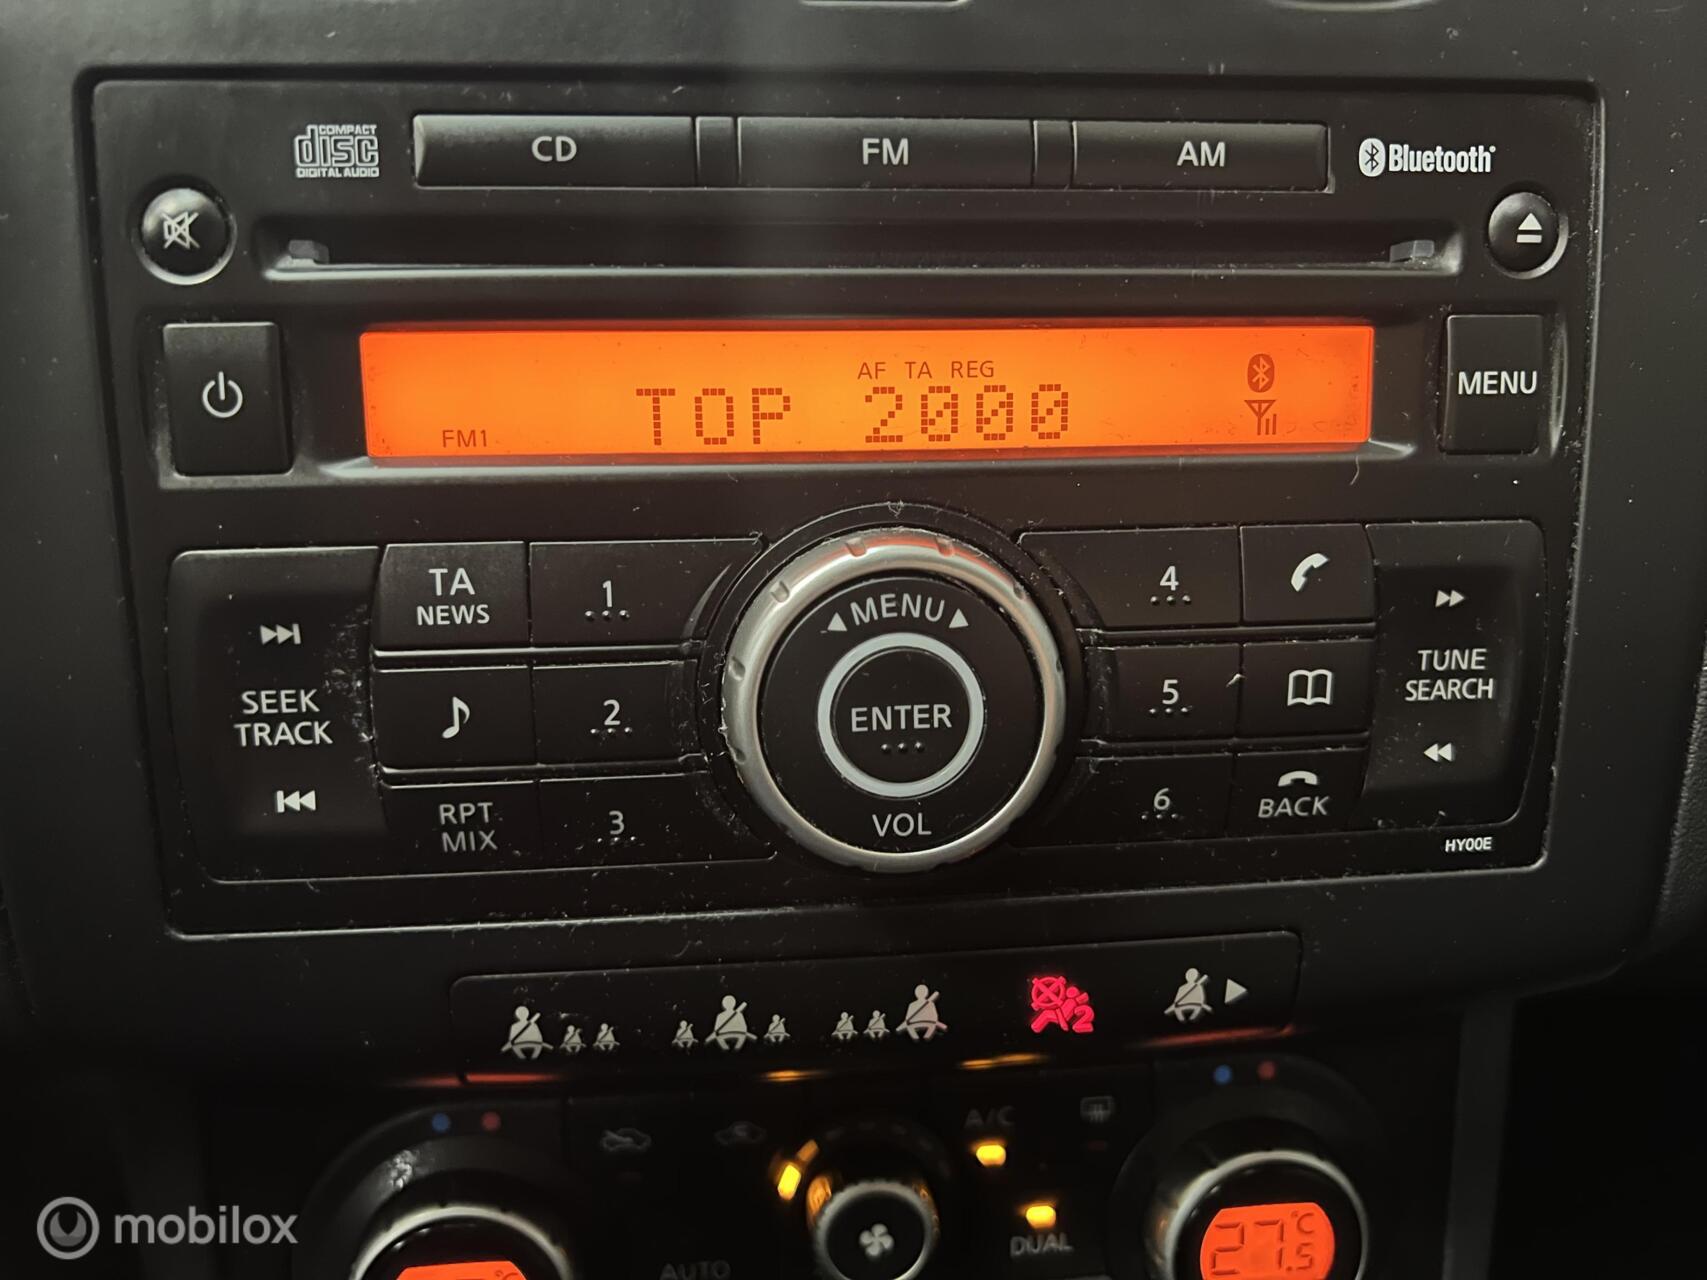 COMPACT
disc
DIGITAL AUDIO
CD
FM
AM
Bluetooth
AF TA REG
FM1
TOP 2000
MENU
TA
NEWS
1
SEEK
TRACK
2
RPT
MIX
3
MENU
ENTER
VOL
4
5
6
BACK
TUNE
SEARCH
HY00E
2
A/C
DUAL
AUTO
27.5
°C
°C
mobilox